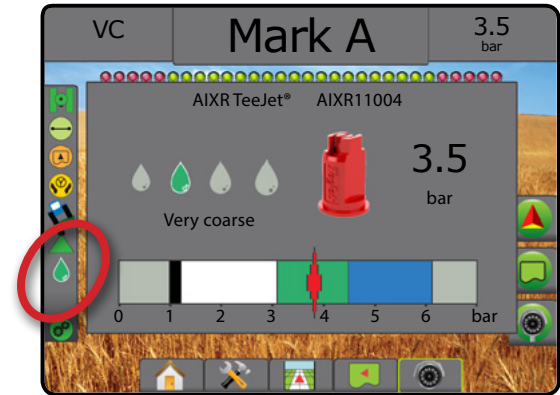 VC
Mark A
3.5
bar
AIXR TeeJet® AIXR11004
3.5
bar
Very coarse
0 1 2 3 4 5 6 bar